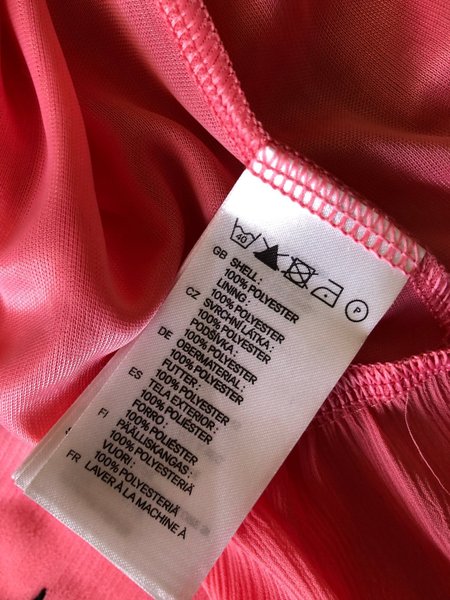 40
P
GB SHELL :
100% POLYESTER
LINING :
100% POLYESTER
CZ SVRCHNI LÁTKA :
100% POLYESTER
PODŠÍVKA :
100% POLYESTER
DE OBERMATERIAL :
100% POLYESTER
FUTTER :
100% POLYESTER
ES TELA EXTERIOR :
100% POLIÉSTER
FORRO :
100% POLIÉSTER
FI PÄÄLLISKANGAS :
100% POLYESTERIÄ
VUORI :
100% POLYESTERIÄ
FR LAVER À LA MACHINE À